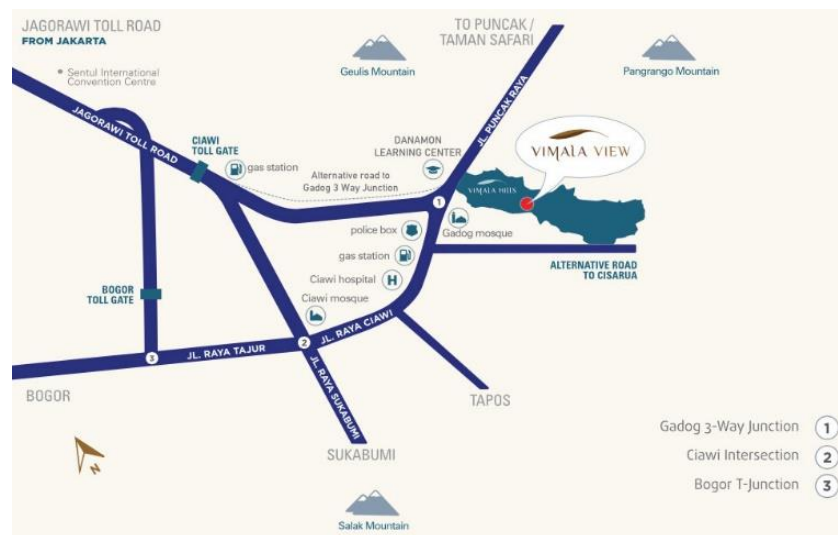 JAGORAWI TOLL ROAD
FROM JAKARTA
Sentul International
Convention Centre
TO PUNCAK /
TAMAN SAFARI
Geulis Mountain
Pangrango Mountain
JAGORAWI TOLL ROAD
CIAWI
TOLL GATE
gas station
Alternative road to
Gadog 3 Way Junction
DANAMON
LEARNING CENTER
JL. PUNCAK RAYA
VIMALA VIEW
VIMALA HILLS
1
police box
Gadog mosque
gas station
Ciawi hospital
H
Ciawi mosque
ALTERNATIVE ROAD
TO CISARUA
BOGOR
TOLL GATE
3
JL. RAYA TAJUR
2
JL. RAYA CIAWI
JL. RAYA SUKABUMI
BOGOR
TAPOS
SUKABUMI
N
Salak Mountain
Gadog 3-Way Junction 1
Ciawi Intersection 2
Bogor T-Junction 3